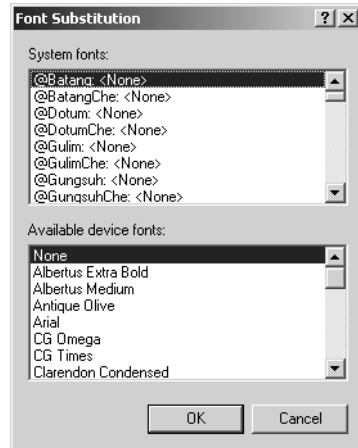 Font Substitution
System fonts:
@Batang: <None>
@BatangChe: <None>
@Dotum: <None>
@DotumChe: <None>
@Gulim: <None>
@GulimChe: <None>
@Gungsuh: <None>
@GungsuhChe: <None>
Available device fonts:
None
Albertus Extra Bold
Albertus Medium
Antique Olive
Arial
CG Omega
CG Times
Clarendon Condensed
OK Cancel